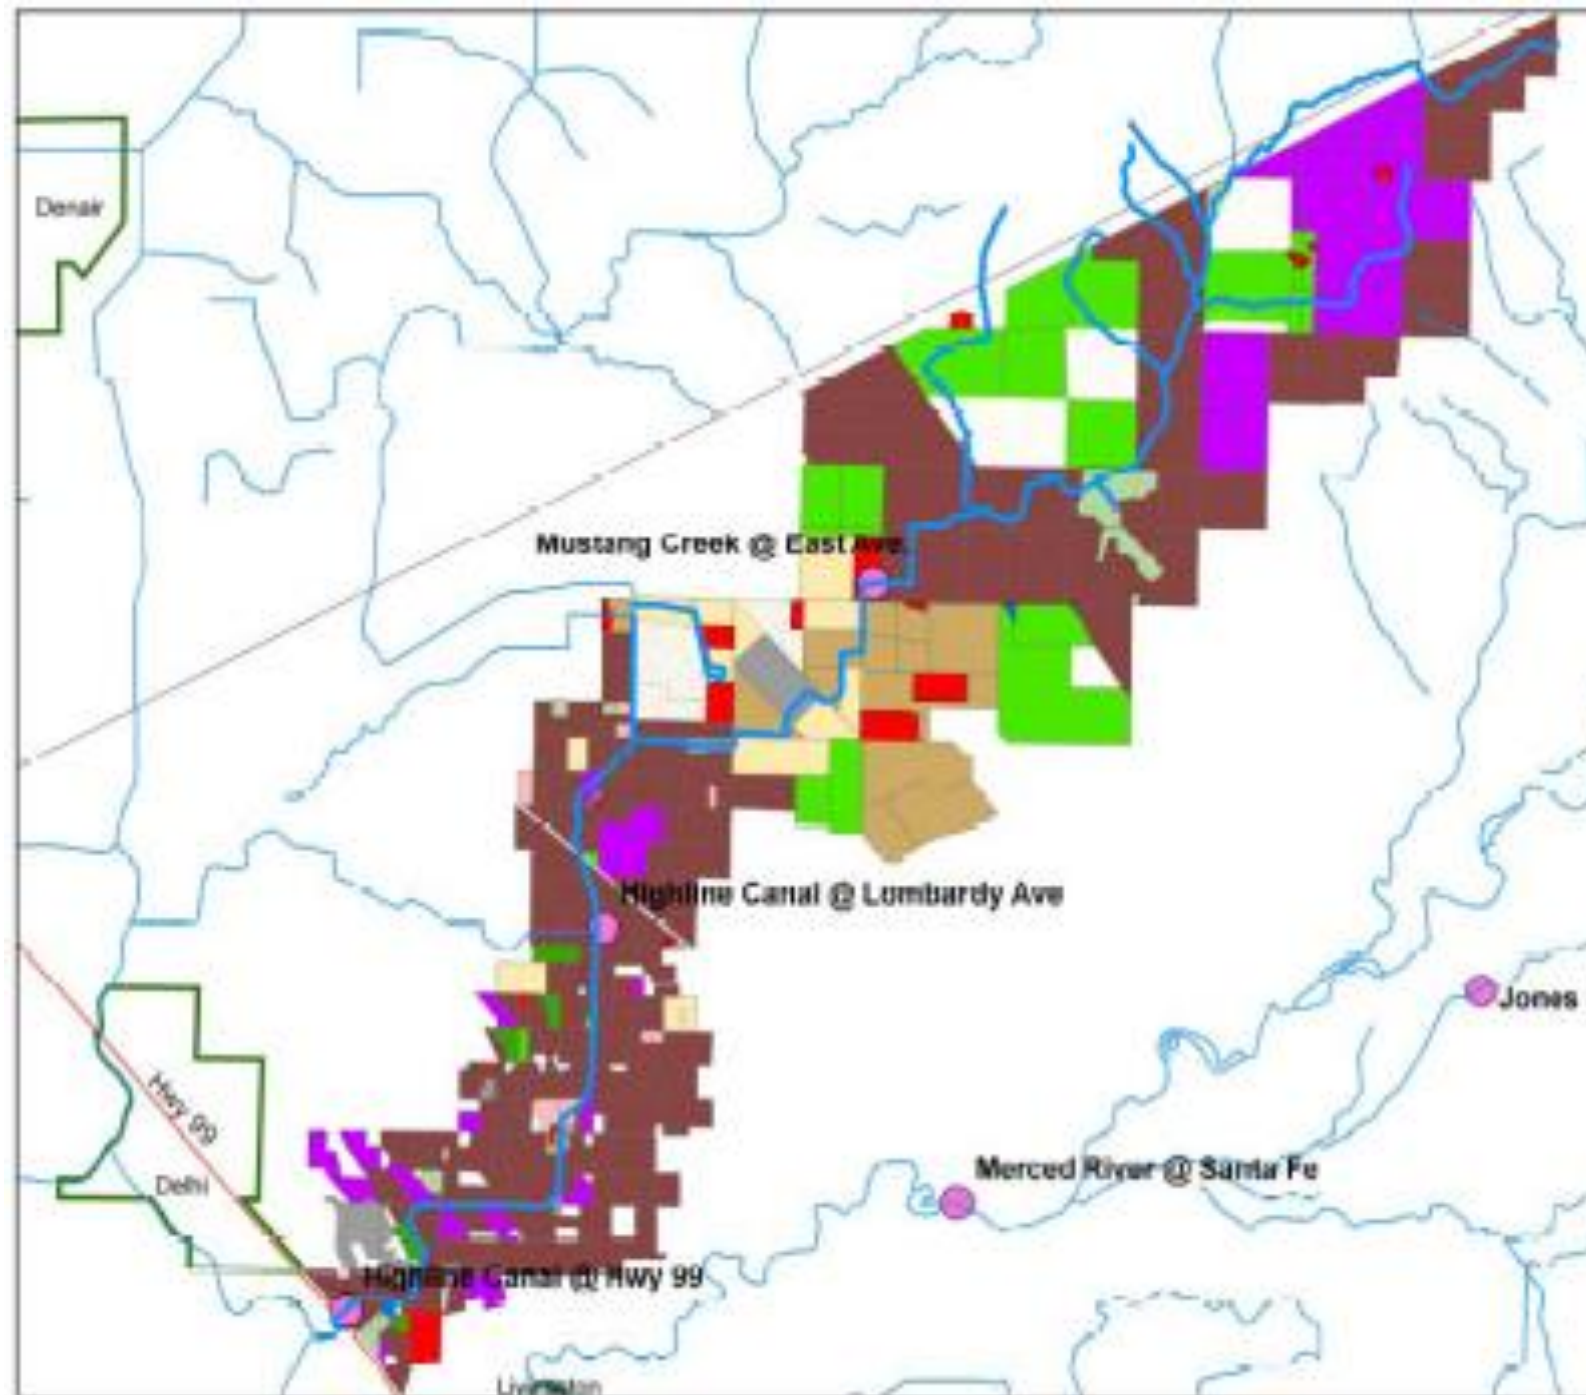 Denair
Mustang Creek @ East Ave.
Highline Canal @ Lombardy Ave
Jones
Hwy 99
Merced River @ Santa Fe
Delhi
Highline Canal @ Hwy 99
Livingston